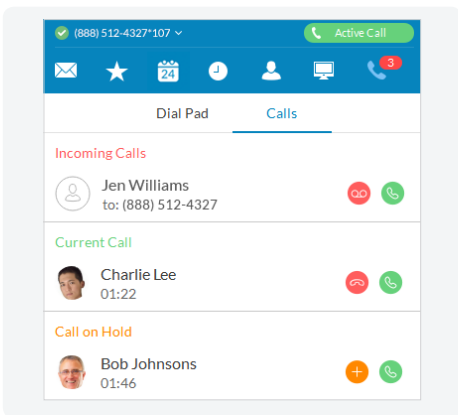 (888) 512-4327*107
Active Call
24
3
Dial Pad
Calls
Incoming Calls
Jen Williams
to: (888) 512-4327
Current Call
Charlie Lee
01:22
Call on Hold
Bob Johnsons
01:46